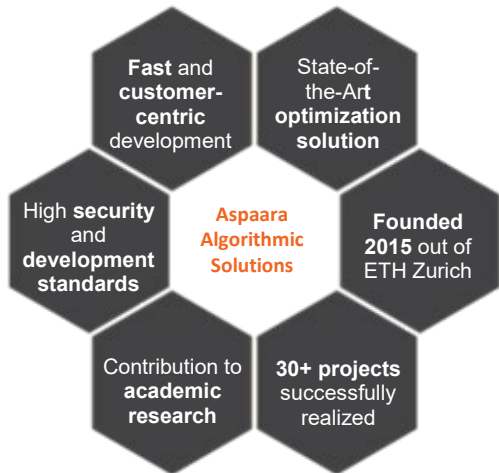 Fast and
customer-
centric
development
State-of-
the-Art
optimization
solution
High security
and
development
standards
Aspaara
Algorithmic
Solutions
Founded
2015 out of
ETH Zurich
Contribution to
academic
research
30+ projects
successfully
realized